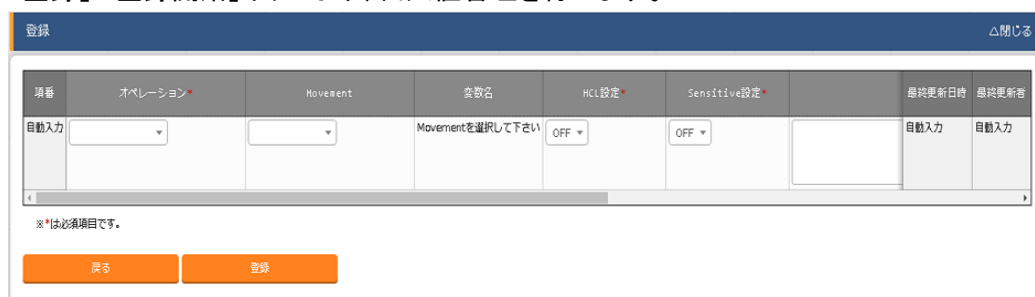 登録 △閉じる
項番 オペレーション* Movement 変数名 HCL設定* Sensitive設定* 最終更新日時 最終更新者
自動入力 Movementを選択して下さい OFF OFF 自動入力 自動入力
※*は必須項目です。
戻る 登録